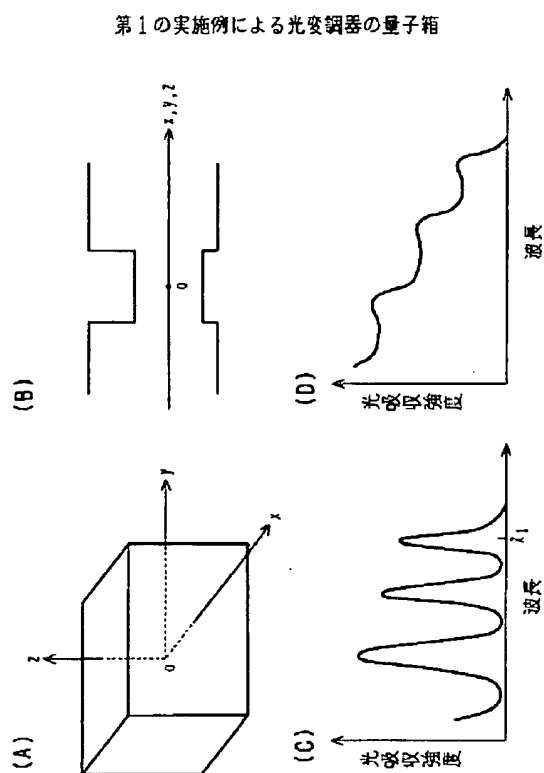 第1の実施例による光変調器の量子箱
(A)
z
y
x
0
(B)
x,y,z
0
(C)
光吸収強度
波長
λ1
(D)
光吸収強度
波長